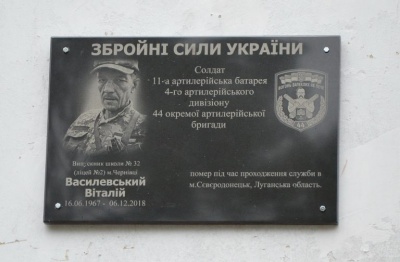 ЗБРОЙНІ СИЛИ УКРАЇНИ
Солдат
11-а артилерійська батарея
4-го артилерійського
дивізіону
44 окремої артилерійської
бригади
44
Випускник школи № 32
(ліцей №2) м.Чернівці
Василевський
Віталій
16.06.1967 – 06.12.2018
помер під час проходження служби в
м.Сєвєродонецьк, Луганська область.